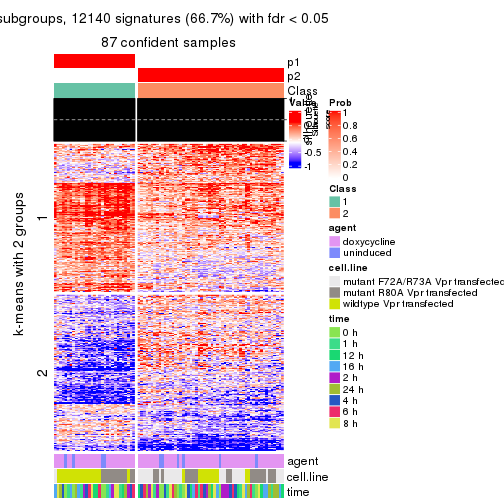 subgroups, 12140 signatures (66.7%) with fdr < 0.05
87 confident samples
p1
p2
Class
Value
-0.5
-1
Prob
1
0.8
0.6
0.4
0.2
0
Class
1
2
agent
doxycycline
uninduced
cell.line
mutant F72A/R73A Vpr transfected
mutant R80A Vpr transfected
wildtype Vpr transfected
time
0 h
1 h
12 h
16 h
2 h
24 h
4 h
6 h
8 h
k-means with 2 groups
1
2
agent
cell.line
time